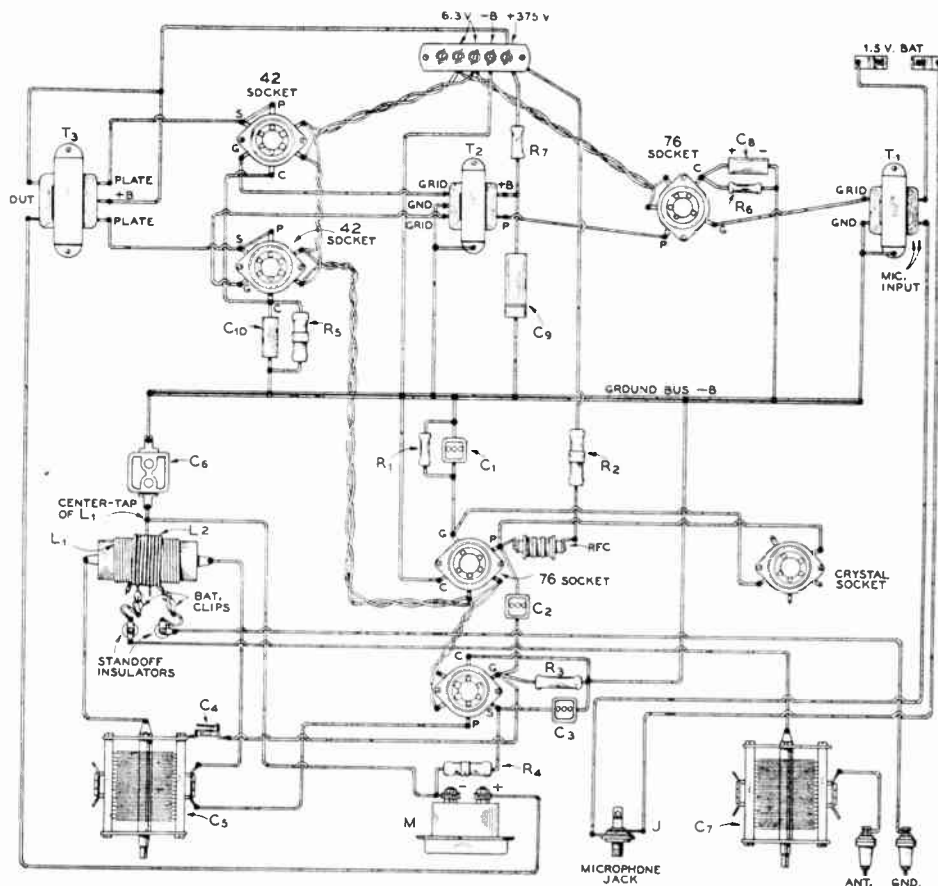 6.3 V -B +375 V
1.5 V. BAT
42
SOCKET
T3
S
P
G
C
PLATE
+B
PLATE
OUT
42
SOCKET
S
P
G
C
T2
GRID
GND
GRID
+B
P
R7
76
SOCKET
C
P
G
C8
+ -
R6
T1
GRID
GND
MIC.
INPUT
C10
R5
C9
GROUND BUS -B
C6
CENTER-TAP
OF L1
L1
L2
BAT.
CLIPS
STANDOFF
INSULATORS
R1
C1
R2
G
P
C
RFC
76 SOCKET
C2
CRYSTAL
SOCKET
C
G
S
P
R3
C3
C4
C5
R4
M
- +
J
MICROPHONE
JACK
C7
ANT.
GND.